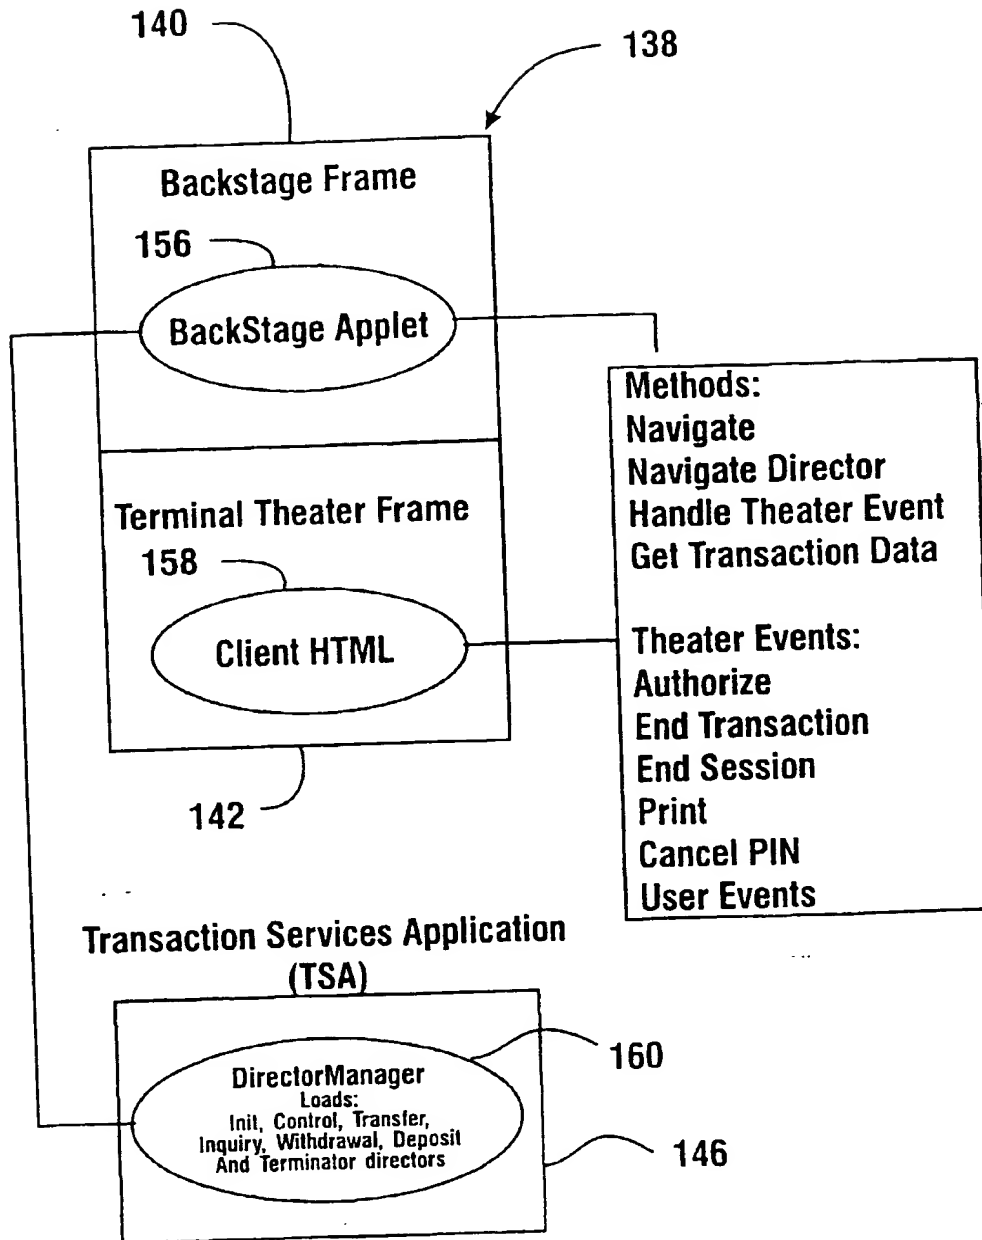 140
138
Backstage Frame
156
BackStage Applet
Methods:
Navigate
Navigate Director
Handle Theater Event
Get Transaction Data
Terminal Theater Frame
158
Client HTML
Theater Events:
Authorize
End Transaction
End Session
Print
Cancel PIN
User Events
142
Transaction Services Application
(TSA)
160
DirectorManager
Loads:
Init, Control, Transfer,
Inquiry, Withdrawal, Deposit
And Terminator directors
146